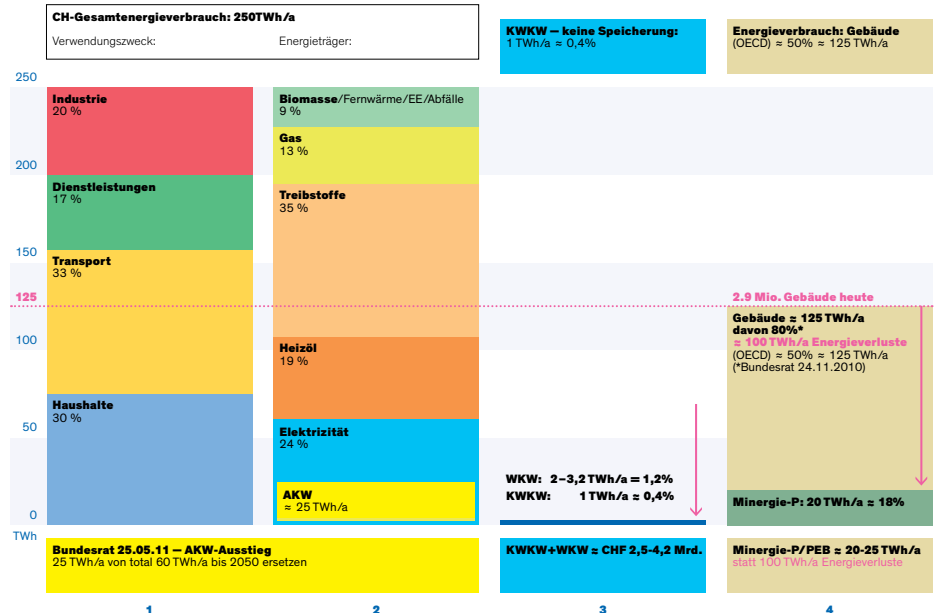 CH-Gesamtenergieverbrauch: 250TWh/a
Verwendungszweck:
Energieträger:
KWKW – keine Speicherung:
1 TWh/a ≈ 0,4%
Energieverbrauch: Gebäude
(OECD) ≈ 50% ≈ 125 TWh/a
250
200
150
125
100
50
0
TWh
Industrie
20 %
Dienstleistungen
17 %
Transport
33 %
Haushalte
30 %
Biomasse/Fernwärme/EE/Abfälle
9 %
Gas
13 %
Treibstoffe
35 %
Heizöl
19 %
Elektrizität
24 %
AKW
≈ 25 TWh/a
WKW: 2–3,2 TWh/a = 1,2%
KWKW: 1 TWh/a ≈ 0,4%
2.9 Mio. Gebäude heute
Gebäude ≈ 125 TWh/a
davon 80%*
≈ 100 TWh/a Energieverluste
(OECD) ≈ 50% ≈ 125 TWh/a
(*Bundesrat 24.11.2010)
Minergie-P: 20 TWh/a ≈ 18%
Bundesrat 25.05.11 – AKW-Ausstieg
25 TWh/a von total 60 TWh/a bis 2050 ersetzen
KWKW+WKW ≈ CHF 2,5-4,2 Mrd.
Minergie-P/PEB ≈ 20-25 TWh/a
statt 100 TWh/a Energieverluste
1
2
3
4